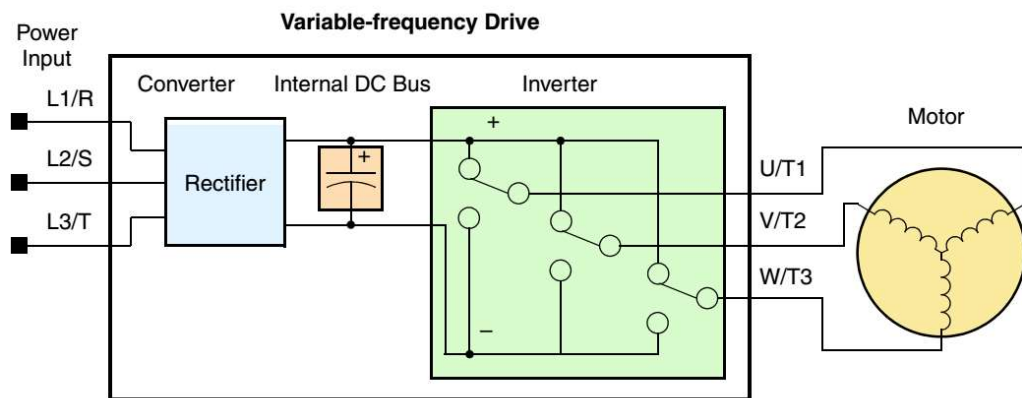 Variable-frequency Drive
Power
Input
Converter
Internal DC Bus
Inverter
L1/R
L2/S
L3/T
Rectifier
+
+
–
U/T1
V/T2
W/T3
Motor